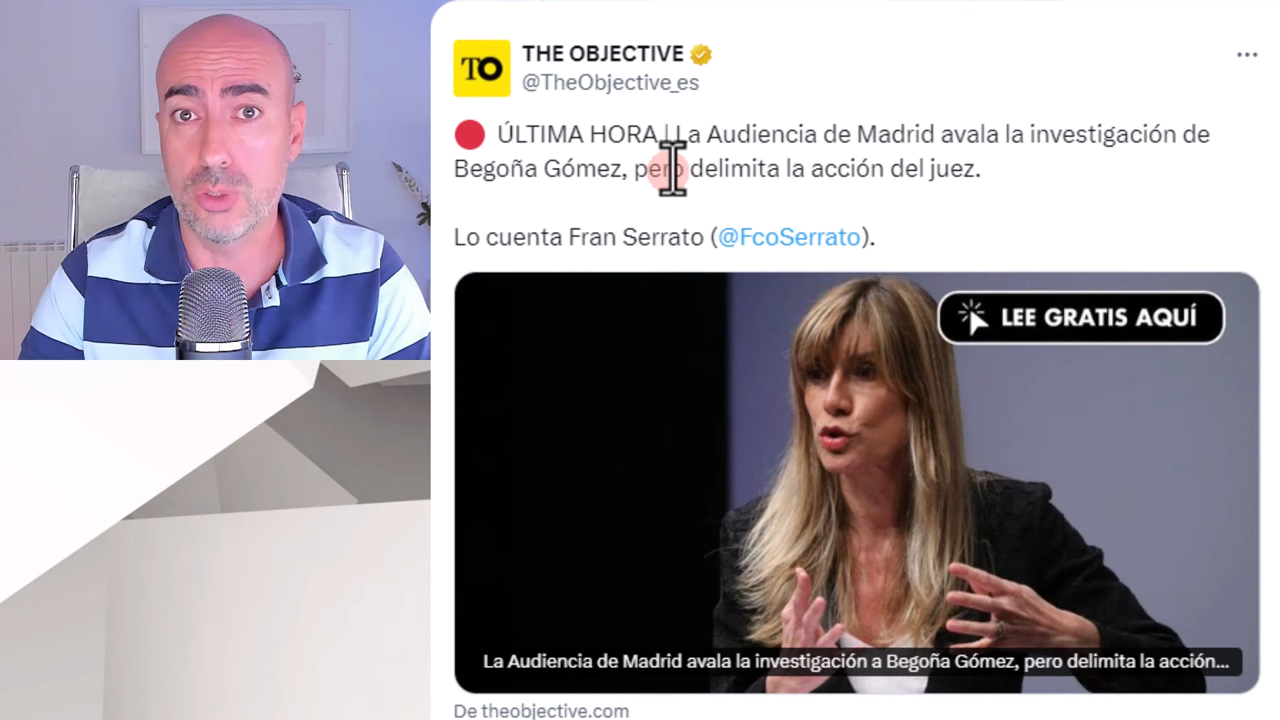 TO
THE OBJECTIVE
@TheObjective_es
ÚLTIMA HORA | La Audiencia de Madrid avala la investigación de
Begoña Gómez, pero delimita la acción del juez.
Lo cuenta Fran Serrato (@FcoSerrato).
LEE GRATIS AQUÍ
La Audiencia de Madrid avala la investigación a Begoña Gómez, pero delimita la acción...
De theobjective.com